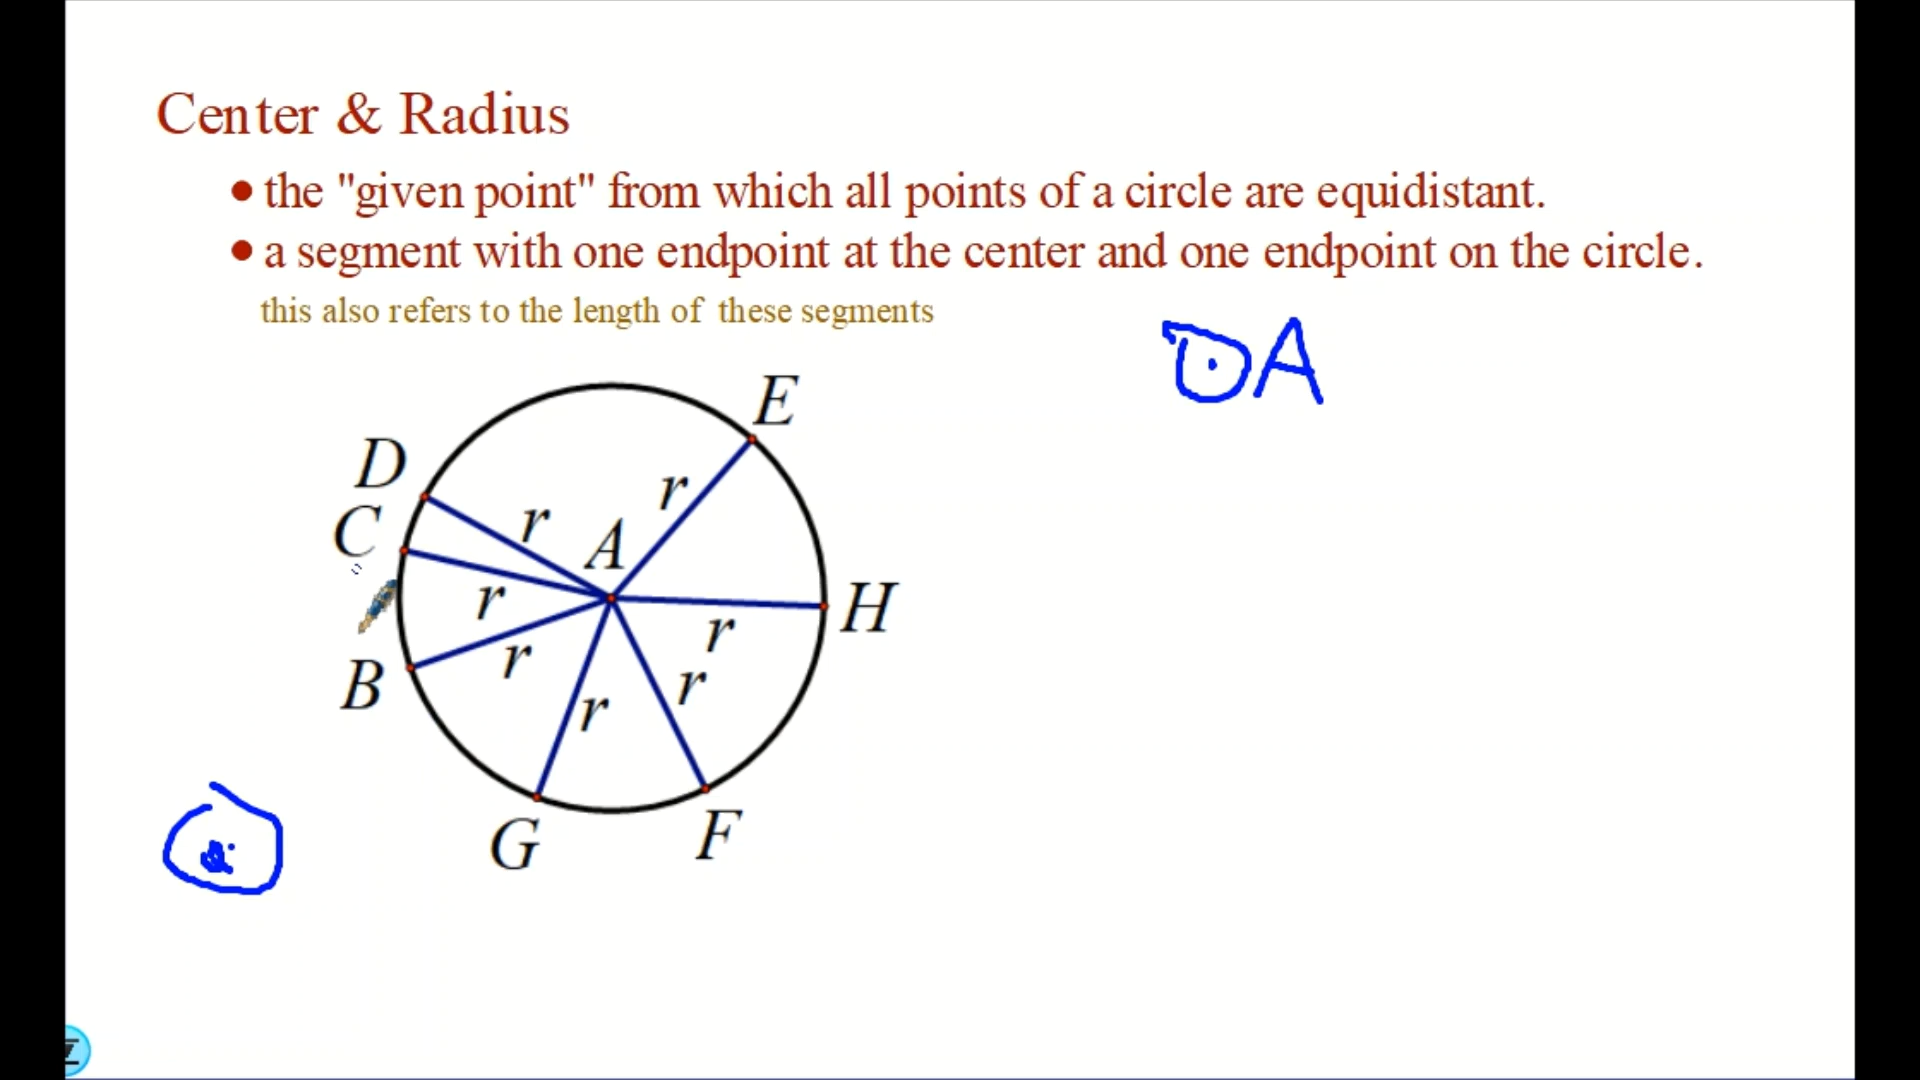 Center & Radius
• the "given point" from which all points of a circle are equidistant.
• a segment with one endpoint at the center and one endpoint on the circle.
this also refers to the length of these segments
⊙A
E
D
r
C
r
A
r
H
r
r
B
r
r
r
G
F